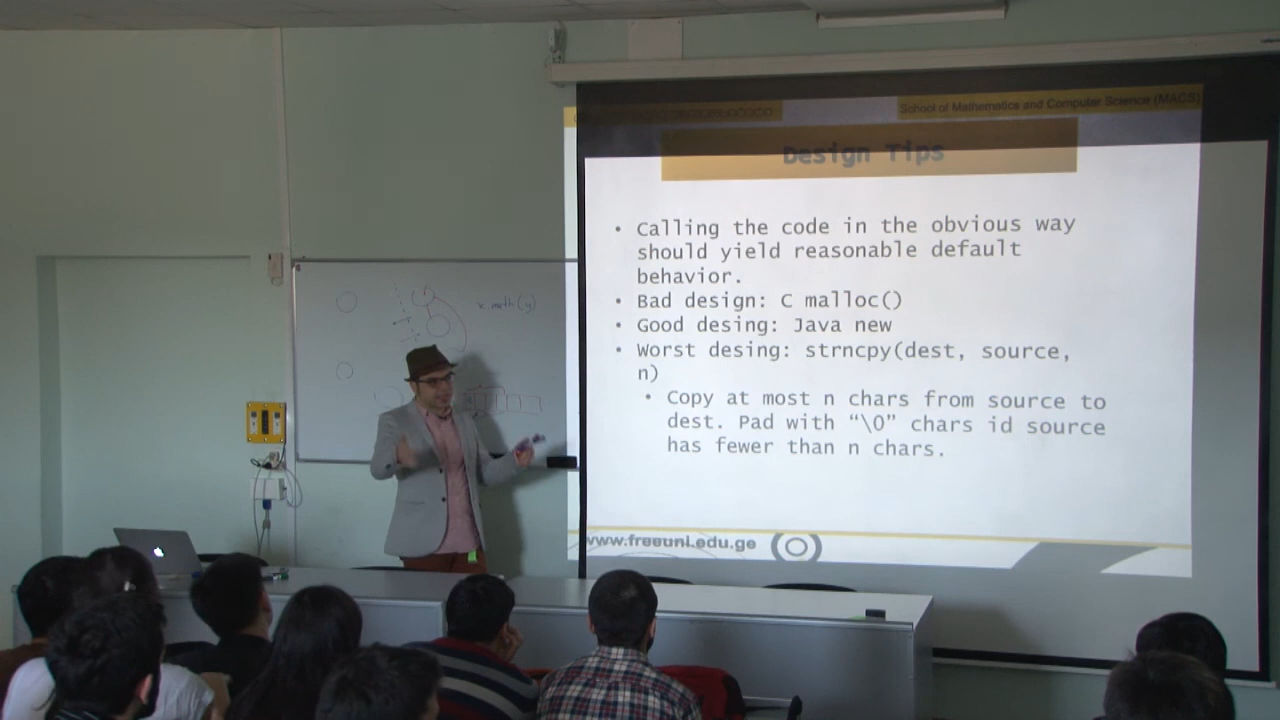 School of Mathematics and Computer Science (MACS)
Design Tips
• Calling the code in the obvious way
should yield reasonable default
behavior.
• Bad design: C malloc()
• Good desing: Java new
• Worst desing: strncpy(dest, source,
n)
• Copy at most n chars from source to
dest. Pad with “\0” chars id source
has fewer than n chars.
www.freeuni.edu.ge